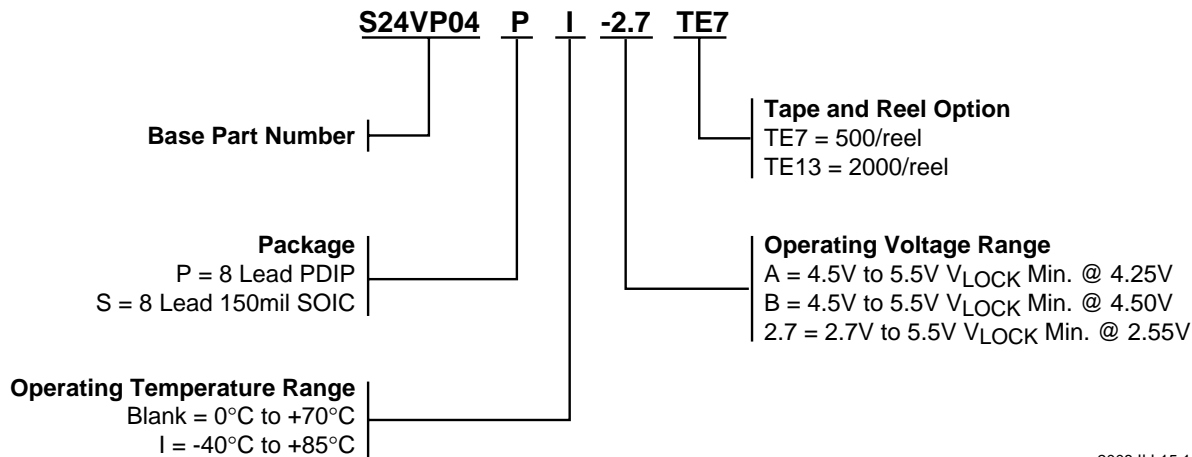 S24VP04 P I -2.7 TE7
Base Part Number
Tape and Reel Option
TE7 = 500/reel
TE13 = 2000/reel
Package
P = 8 Lead PDIP
S = 8 Lead 150mil SOIC
Operating Voltage Range
A = 4.5V to 5.5V VLOCK Min. @ 4.25V
B = 4.5V to 5.5V VLOCK Min. @ 4.50V
2.7 = 2.7V to 5.5V VLOCK Min. @ 2.55V
Operating Temperature Range
Blank = 0°C to +70°C
I = -40°C to +85°C